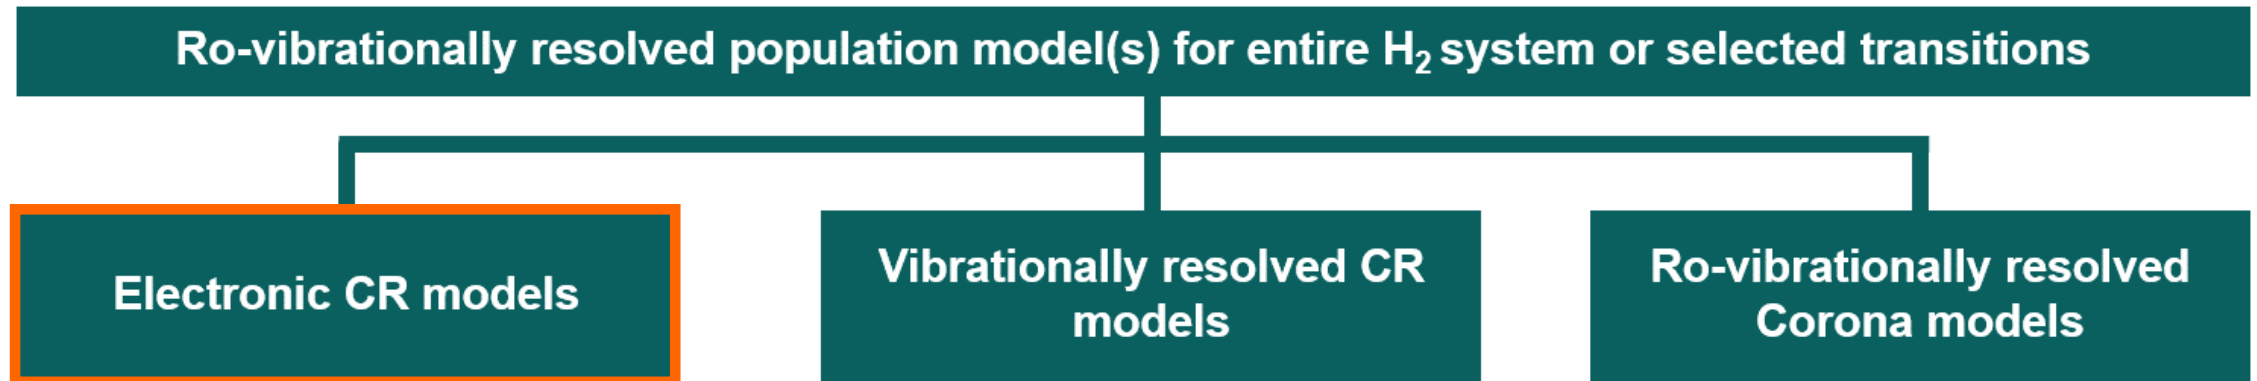 Ro-vibrationally resolved population model(s) for entire H₂ system or selected transitions
Electronic CR models
Vibrationally resolved CR
models
Ro-vibrationally resolved
Corona models